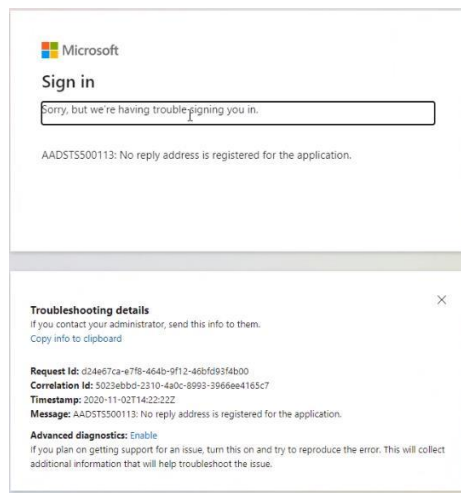 Microsoft
Sign in
Sorry, but we're having trouble signing you in.
AADSTS500113: No reply address is registered for the application.
Troubleshooting details
If you contact your administrator, send this info to them.
Copy info to clipboard
Request Id: d24e67ca-e7f8-464b-9f12-46bfd93f4b00
Correlation Id: 5023ebbd-2310-4a0c-8993-3966ee4165c7
Timestamp: 2020-11-02T14:22:22Z
Message: AADSTS500113: No reply address is registered for the application.
Advanced diagnostics: Enable
If you plan on getting support for an issue, turn this on and try to reproduce the error. This will collect
additional information that will help troubleshoot the issue.